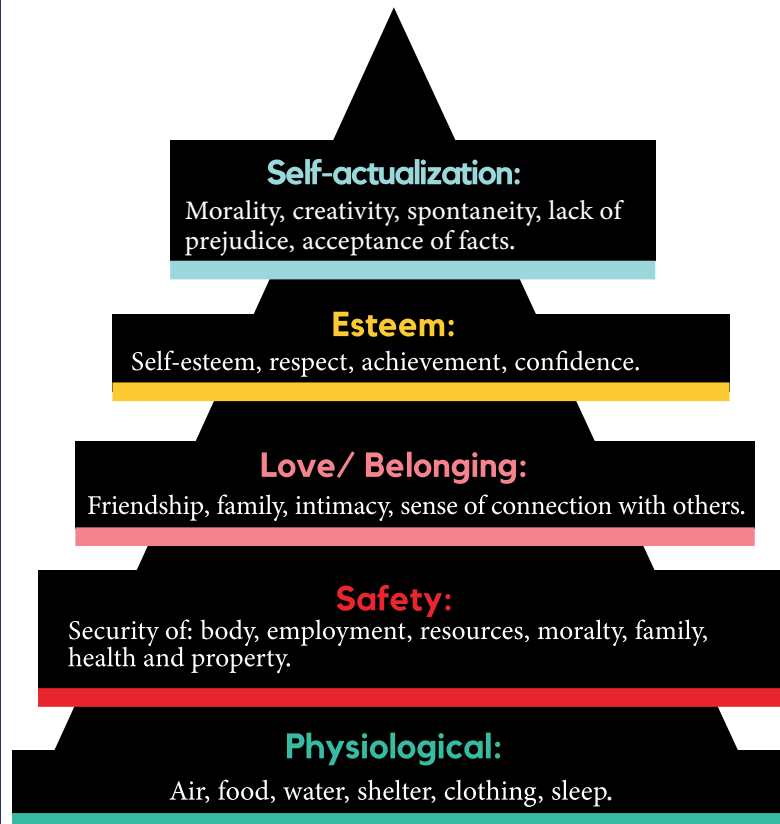 Self-actualization:
Morality, creativity, spontaneity, lack of
prejudice, acceptance of facts.
Esteem:
Self-esteem, respect, achievement, confidence.
Love/ Belonging:
Friendship, family, intimacy, sense of connection with others.
Safety:
Security of: body, employment, resources, moralty, family,
health and property.
Physiological:
Air, food, water, shelter, clothing, sleep.